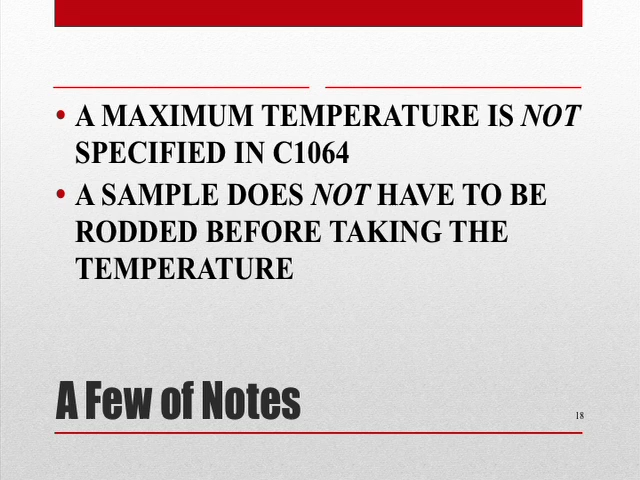 • A MAXIMUM TEMPERATURE IS NOT
SPECIFIED IN C1064
• A SAMPLE DOES NOT HAVE TO BE
RODDED BEFORE TAKING THE
TEMPERATURE
A Few of Notes
18